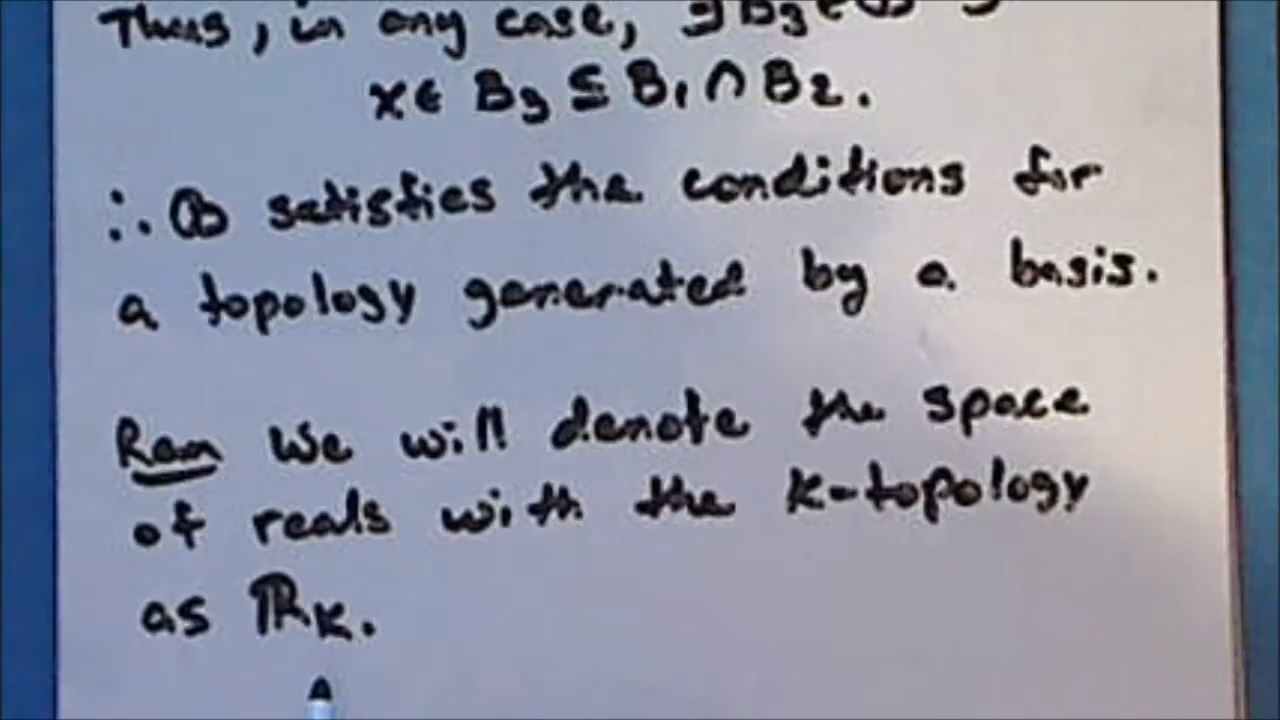 Thus, in any case, ∃ B₃ ∈ 𝔅 ∋
x ∈ B₃ ⊆ B₁ ∩ B₂.
∴ 𝔅 satisfies the conditions for
a topology generated by a basis.
Rem We will denote the space
of reals with the K-topology
as ℝ_K.